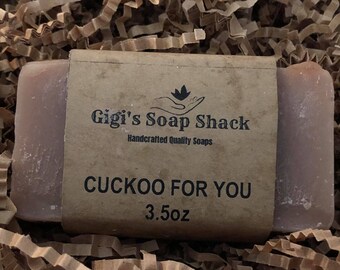 Gigi's Soap Shack
Handcrafted Quality Soaps
CUCKOO FOR YOU
3.5oz